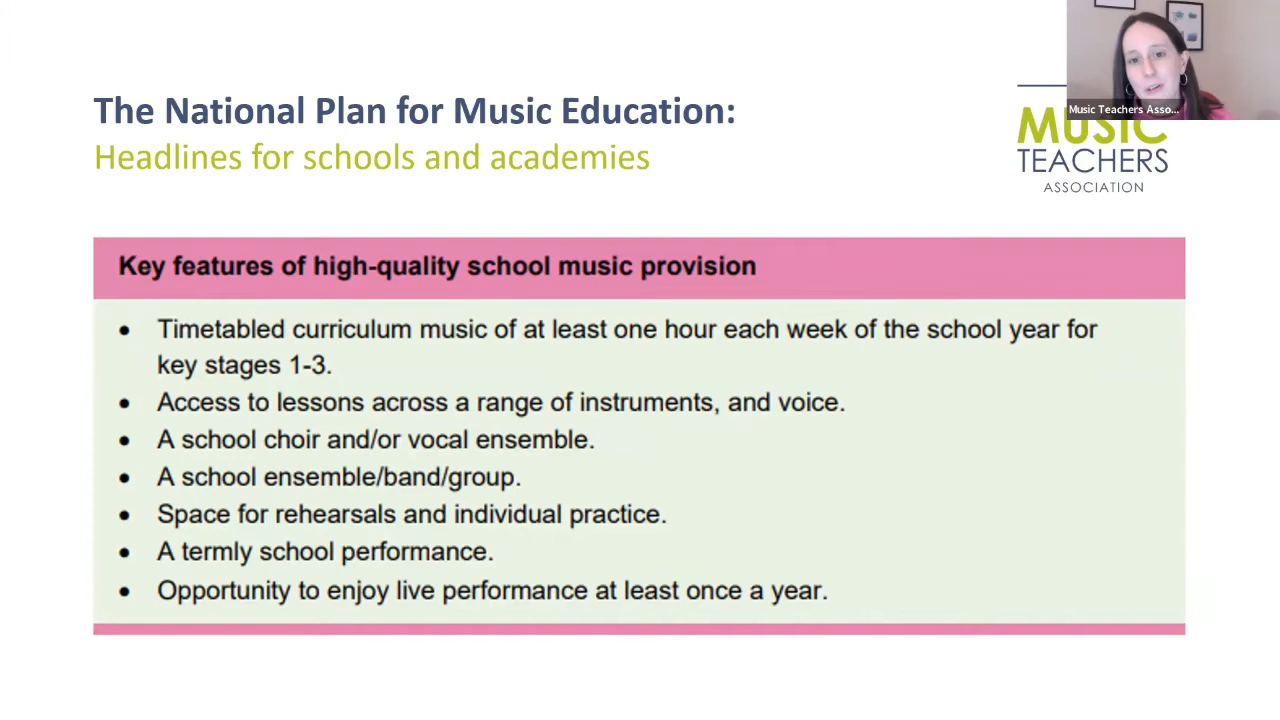 The National Plan for Music Education:
Headlines for schools and academies
Music Teachers Asso...
MUSIC
TEACHERS
ASSOCIATION
Key features of high-quality school music provision
• Timetabled curriculum music of at least one hour each week of the school year for
key stages 1-3.
• Access to lessons across a range of instruments, and voice.
• A school choir and/or vocal ensemble.
• A school ensemble/band/group.
• Space for rehearsals and individual practice.
• A termly school performance.
• Opportunity to enjoy live performance at least once a year.